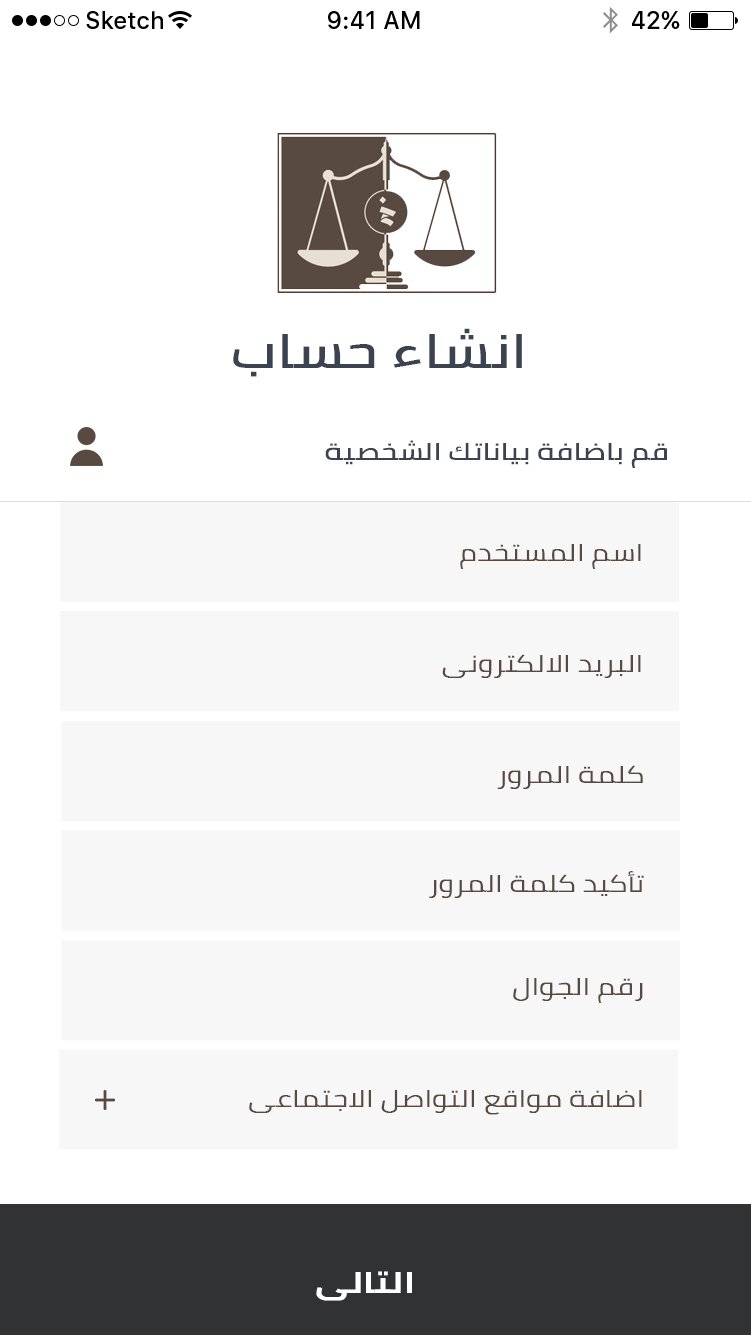 Sketch 9:41 AM 42%
انشاء حساب
قم باضافة بياناتك الشخصية
اسم المستخدم
البريد الالكترونى
كلمة المرور
تأكيد كلمة المرور
رقم الجوال
اضافة مواقع التواصل الاجتماعى +
التالى